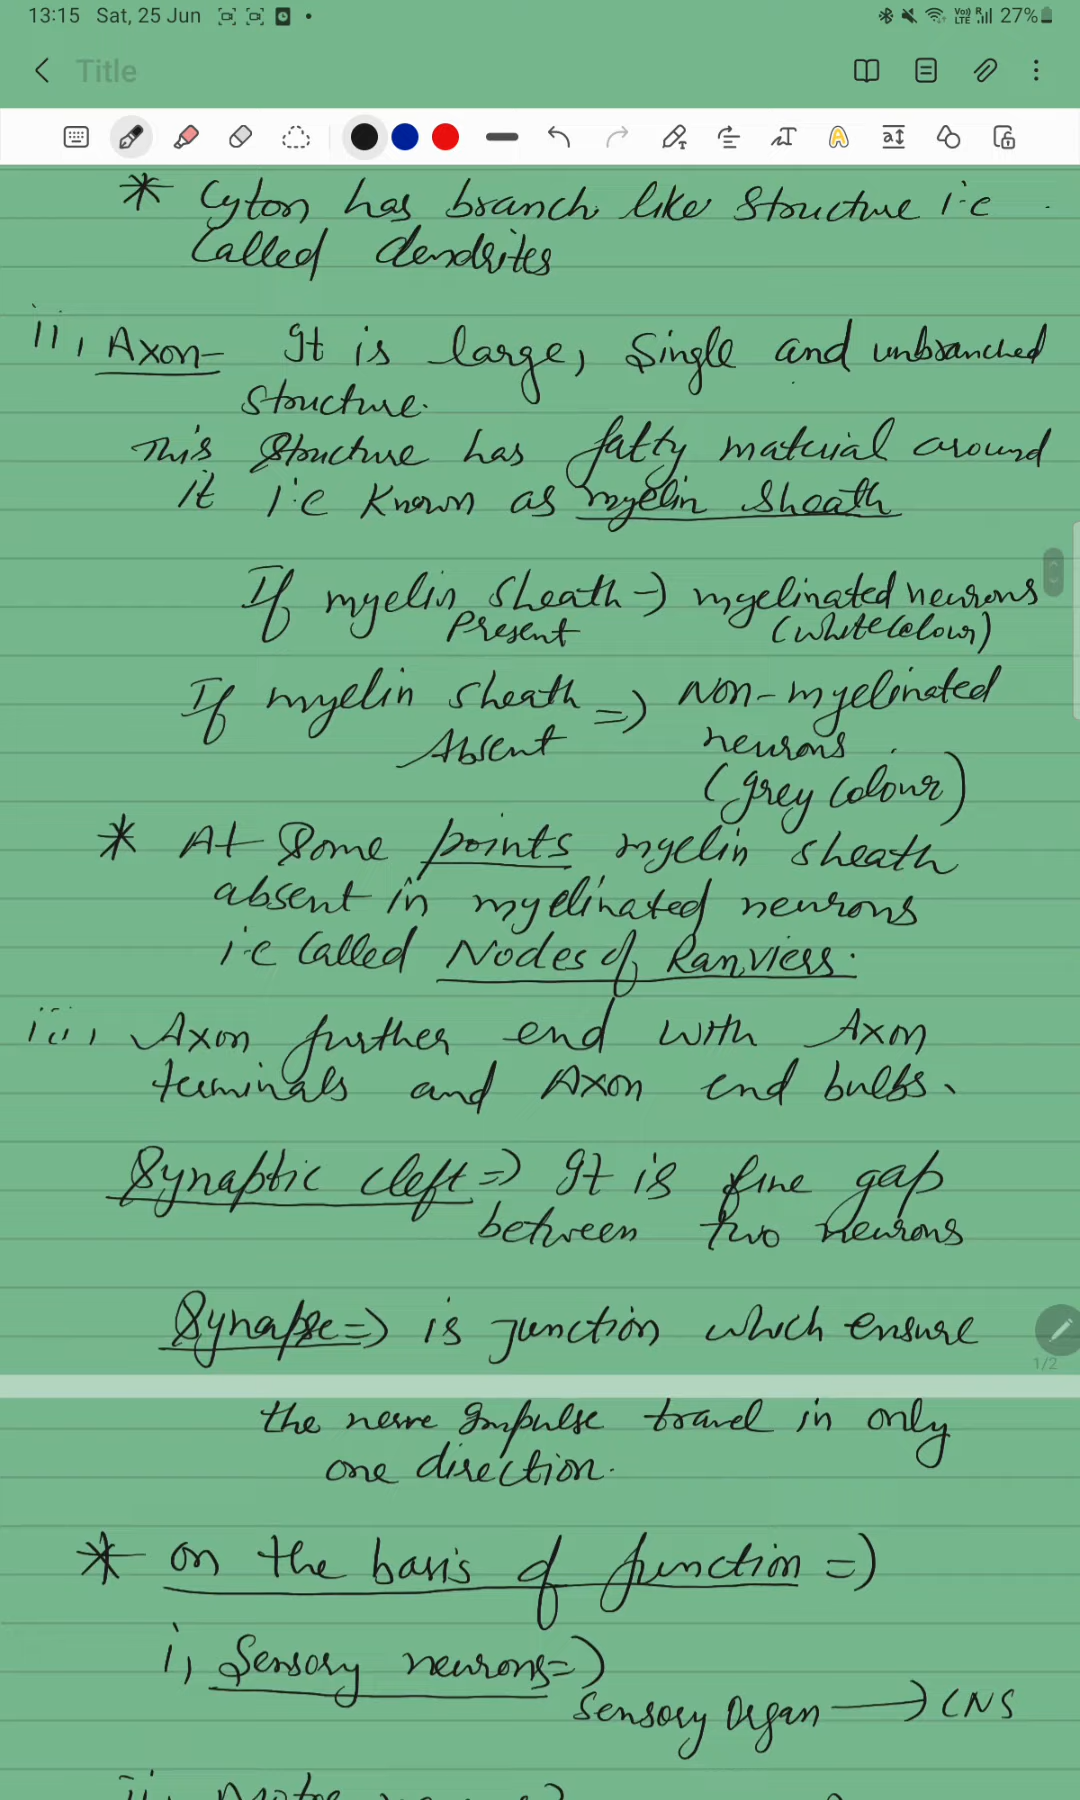 13:15 Sat, 25 Jun
27%
Title
* Cyton has branch like structure i.e
called dendrites
ii, Axon- It is large, single and unbranched
structure.
This structure has fatty material around
it i.e known as myelin sheath
If myelin sheath -) myelinated neurons
Present (white colour)
If myelin sheath =) Non-myelinated
Absent neurons
(grey colour)
* At some points myelin sheath
absent in myelinated neurons
i.e called Nodes of Ranviers.
iii, Axon further end with Axon
terminals and Axon end bulbs.
Synaptic cleft =) It is fine gap
between two neurons
Synapse =) is junction which ensure
1/2
the nerve impulse travel in only
one direction.
* on the basis of function =)
i, Sensory neurons =)
Sensory organ → CNS